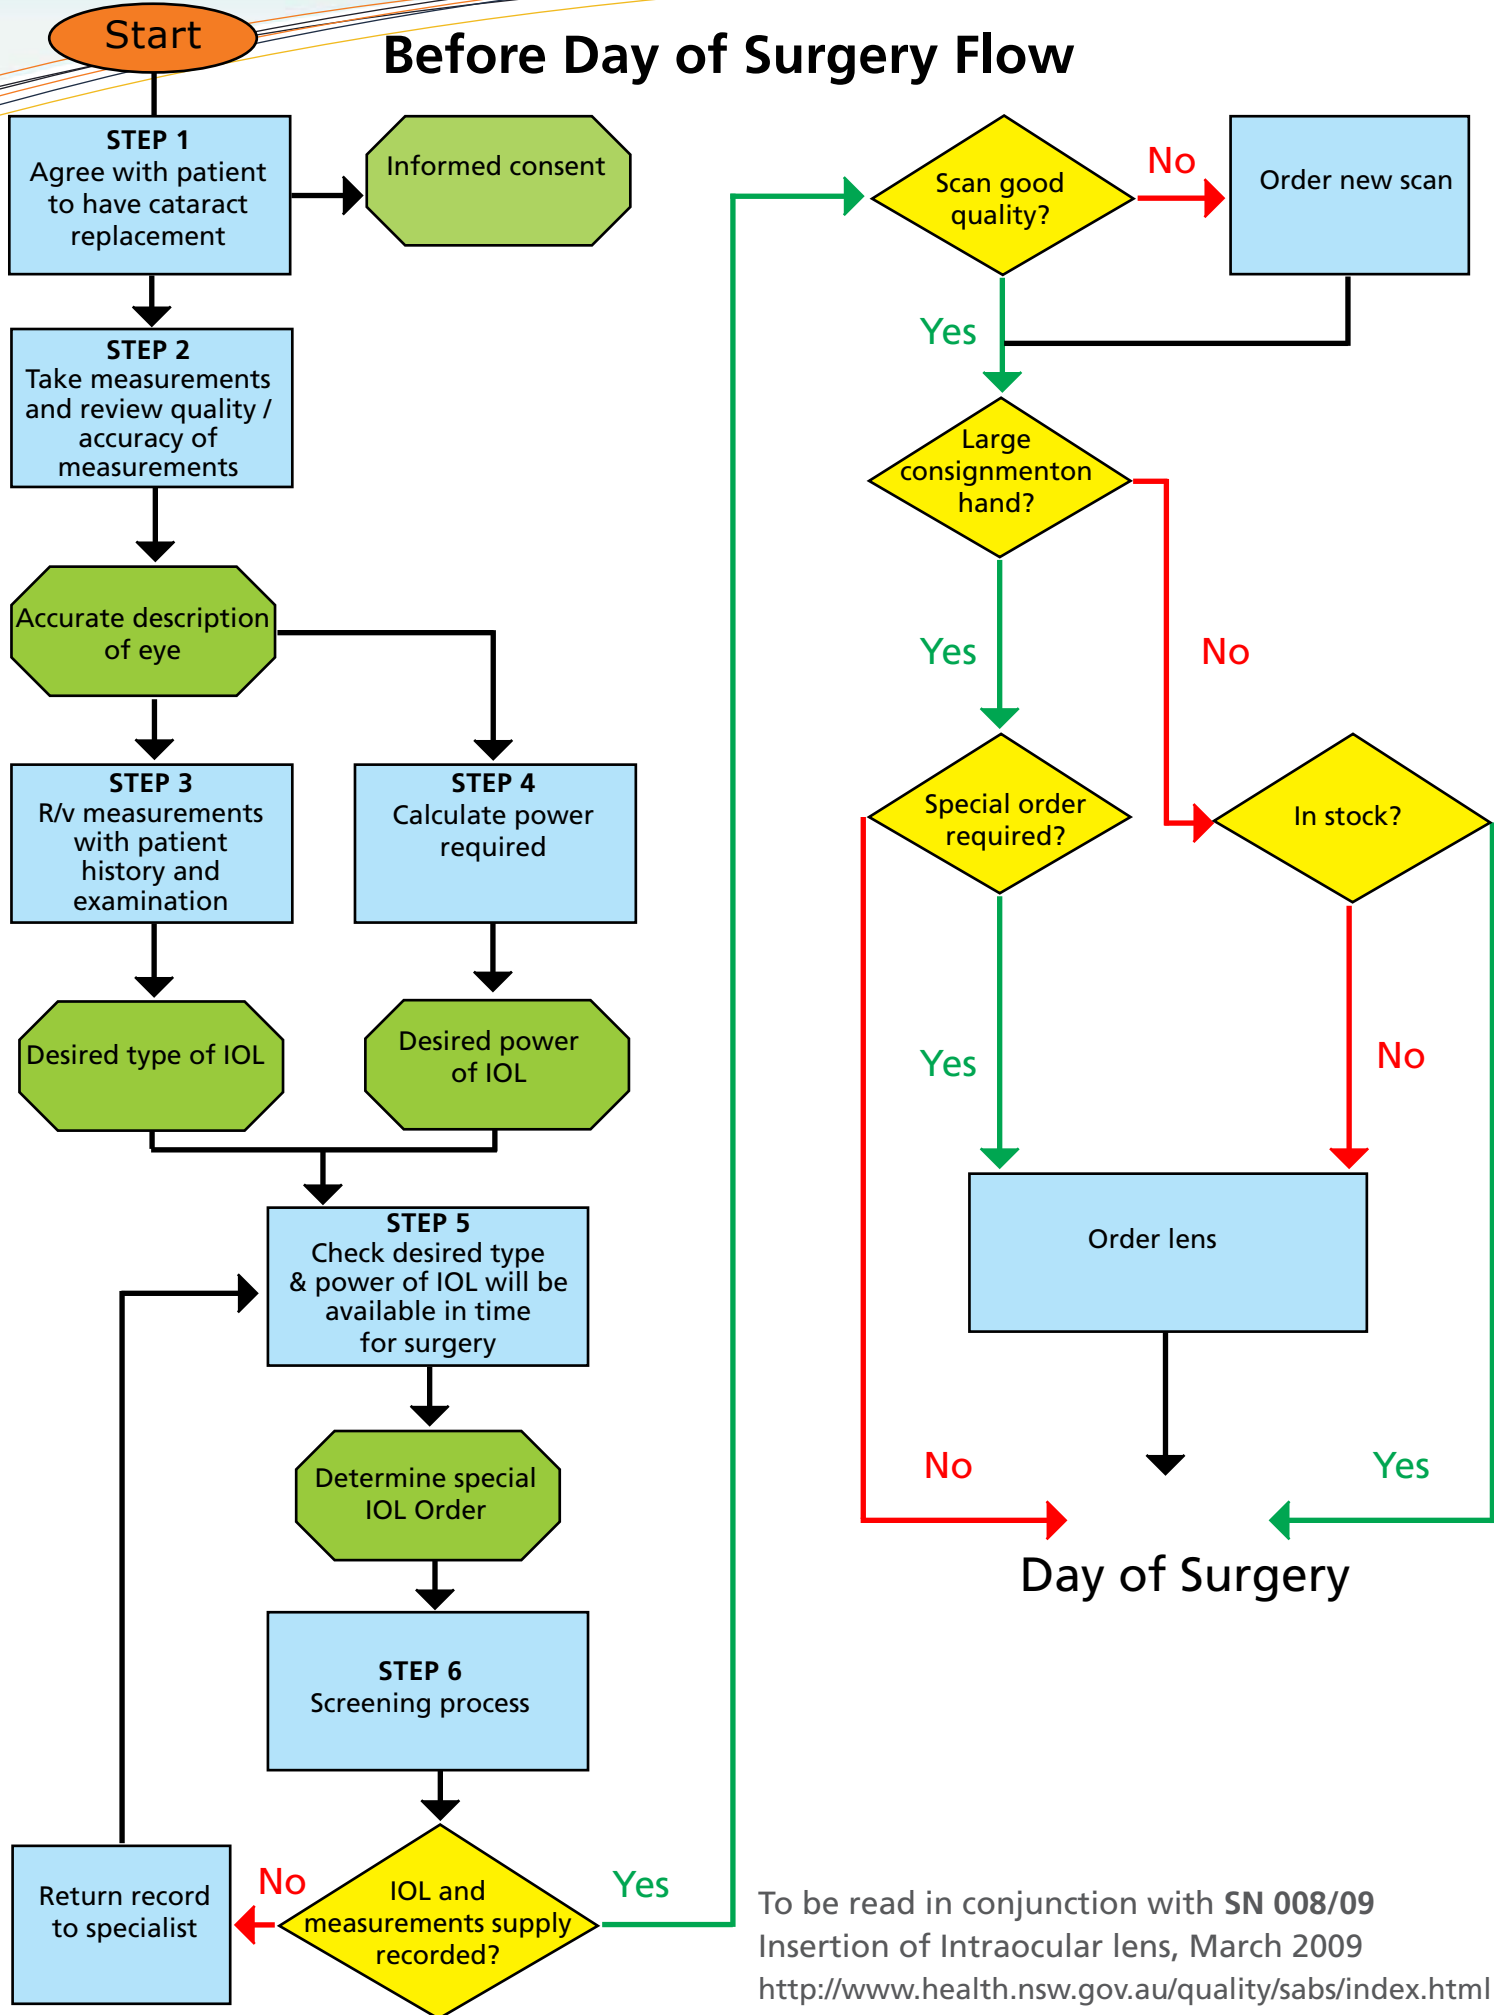 Start
Before Day of Surgery Flow
STEP 1
Agree with patient
to have cataract
replacement
Informed consent
STEP 2
Take measurements
and review quality /
accuracy of
measurements
Accurate description
of eye
STEP 3
R/v measurements
with patient
history and
examination
STEP 4
Calculate power
required
Desired type of IOL
Desired power
of IOL
STEP 5
Check desired type
& power of IOL will be
available in time
for surgery
Determine special
IOL Order
STEP 6
Screening process
IOL and
measurements supply
recorded?
No
Return record
to specialist
Yes
Scan good
quality?
No
Order new scan
Yes
Large
consignmenton
hand?
Yes
No
Special order
required?
In stock?
Yes
No
Order lens
No
Yes
Day of Surgery
To be read in conjunction with SN 008/09
Insertion of Intraocular lens, March 2009
http://www.health.nsw.gov.au/quality/sabs/index.html